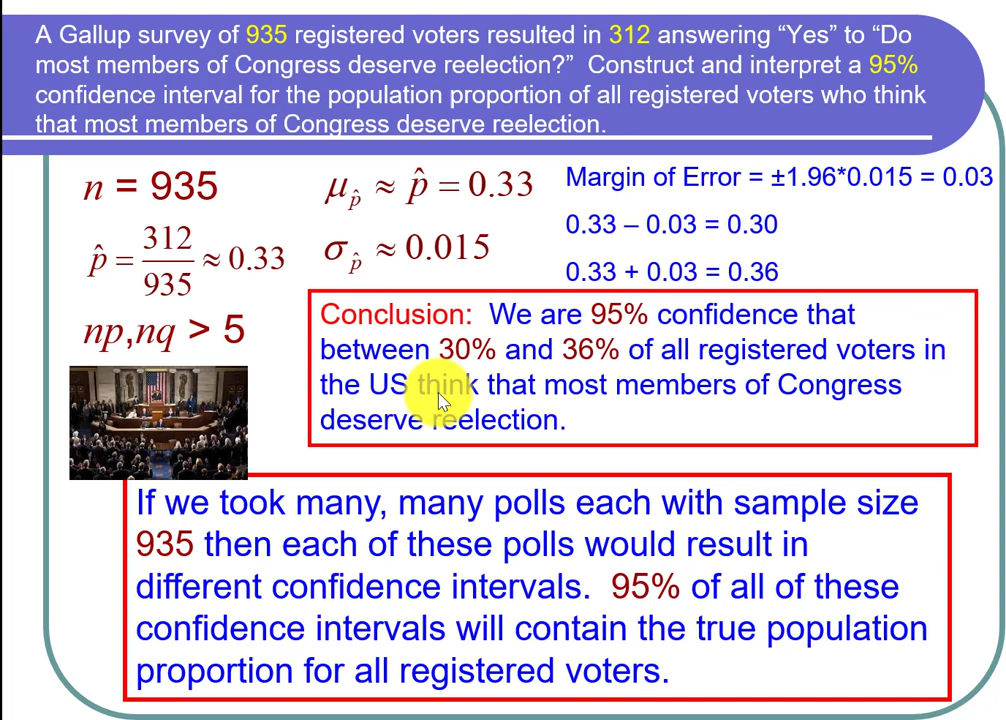 A Gallup survey of 935 registered voters resulted in 312 answering “Yes” to “Do
most members of Congress deserve reelection?” Construct and interpret a 95%
confidence interval for the population proportion of all registered voters who think
that most members of Congress deserve reelection.
n = 935
p̂ = 312/935 ≈ 0.33
np,nq > 5
μp̂ ≈ p̂ = 0.33
σp̂ ≈ 0.015
Margin of Error = ±1.96*0.015 = 0.03
0.33 – 0.03 = 0.30
0.33 + 0.03 = 0.36
Conclusion: We are 95% confidence that
between 30% and 36% of all registered voters in
the US think that most members of Congress
deserve reelection.
If we took many, many polls each with sample size
935 then each of these polls would result in
different confidence intervals. 95% of all of these
confidence intervals will contain the true population
proportion for all registered voters.